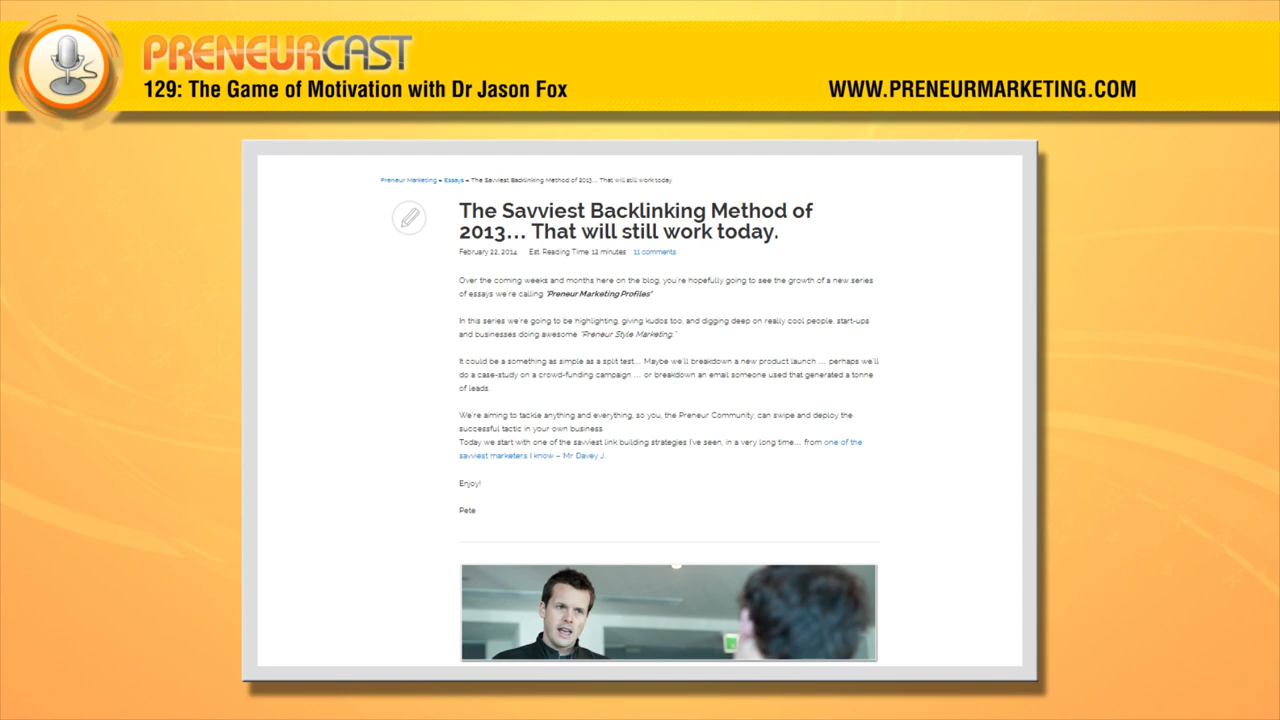 PRENEURCAST
129: The Game of Motivation with Dr Jason Fox
WWW.PRENEURMARKETING.COM
Preneur Marketing » Essays » The Savviest Backlinking Method of 2013... That will still work today.
The Savviest Backlinking Method of
2013... That will still work today.
February 22, 2014 Est. Reading Time 12 minutes 11 comments
Over the coming weeks and months here on the blog, you're hopefully going to see the growth of a new series
of essays we're calling "Preneur Marketing Profiles"
In this series we're going to be highlighting, giving kudos too, and digging deep on really cool people, start-ups
and businesses doing awesome "Preneur Style Marketing."
It could be a something as simple as a split test... Maybe we'll breakdown a new product launch ... perhaps we'll
do a case-study on a crowd-funding campaign ... or breakdown an email someone used that generated a tonne
of leads.
We're aiming to tackle anything and everything, so you, the Preneur Community, can swipe and deploy the
successful tactic in your own business
Today we start with one of the savviest link building strategies I've seen, in a very long time... from one of the
savviest marketers I know – Mr Davey J.
Enjoy!
Pete